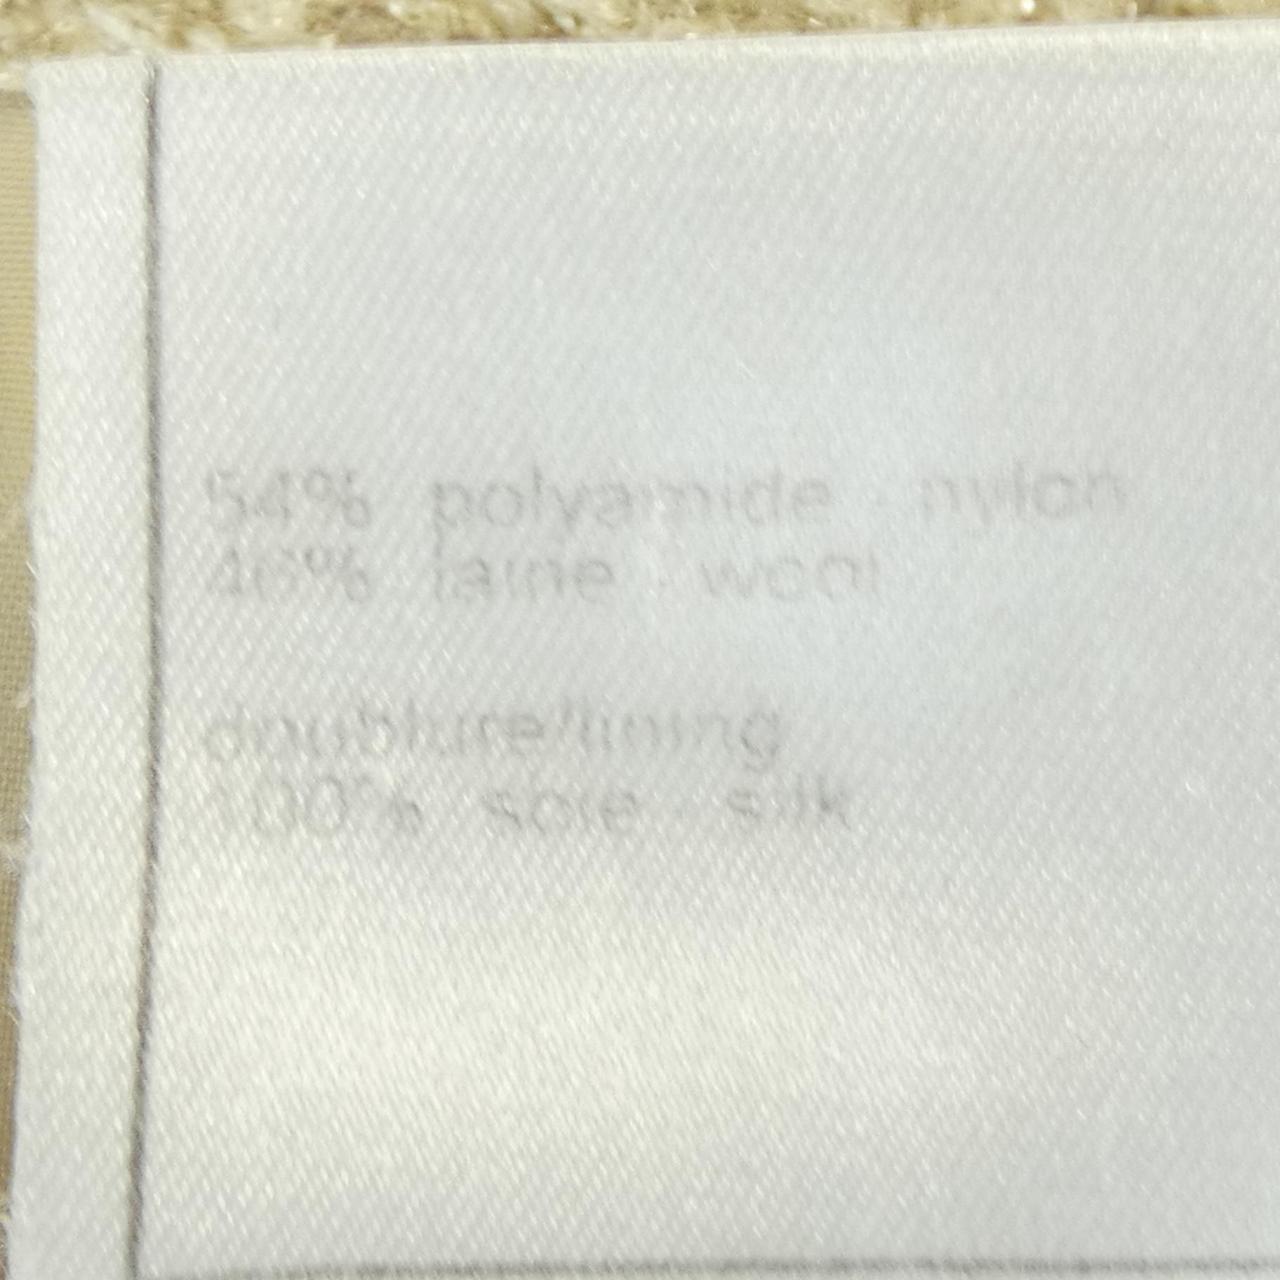 54% polyamide - nylon
46% laine - wool
doublure/lining
100% soie - silk